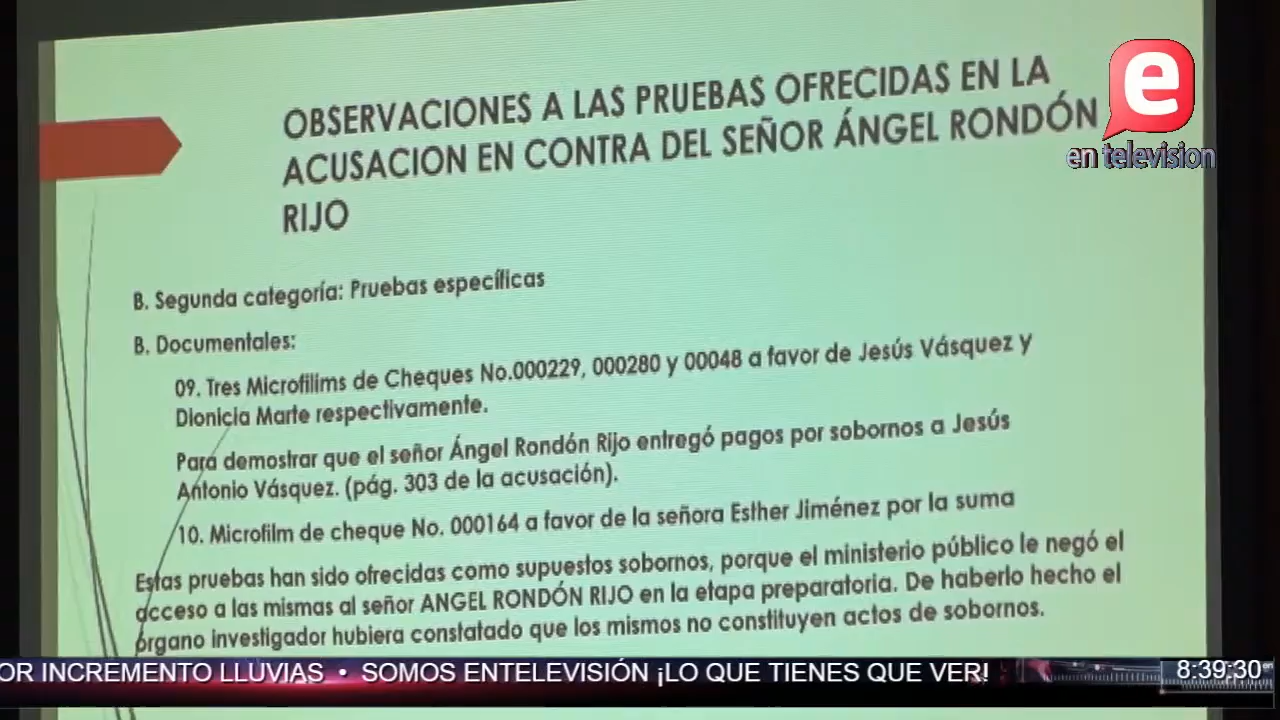 OBSERVACIONES A LAS PRUEBAS OFRECIDAS EN LA
ACUSACION EN CONTRA DEL SEÑOR ÁNGEL RONDÓN
RIJO
e
en television
B. Segunda categoría: Pruebas específicas
B. Documentales:
09. Tres Microfilims de Cheques No.000229, 000280 y 00048 a favor de Jesús Vásquez y
Dionicia Marte respectivamente.
Para demostrar que el señor Ángel Rondón Rijo entregó pagos por sobornos a Jesús
Antonio Vásquez. (pág. 303 de la acusación).
10. Microfilm de cheque No. 000164 a favor de la señora Esther Jiménez por la suma
Estas pruebas han sido ofrecidas como supuestos sobornos, porque el ministerio público le negó el
acceso a las mismas al señor ANGEL RONDÓN RIJO en la etapa preparatoria. De haberlo hecho el
órgano investigador hubiera constatado que los mismos no constituyen actos de sobornos.
OR INCREMENTO LLUVIAS • SOMOS ENTELEVISIÓN ¡LO QUE TIENES QUE VER!
8:39:30